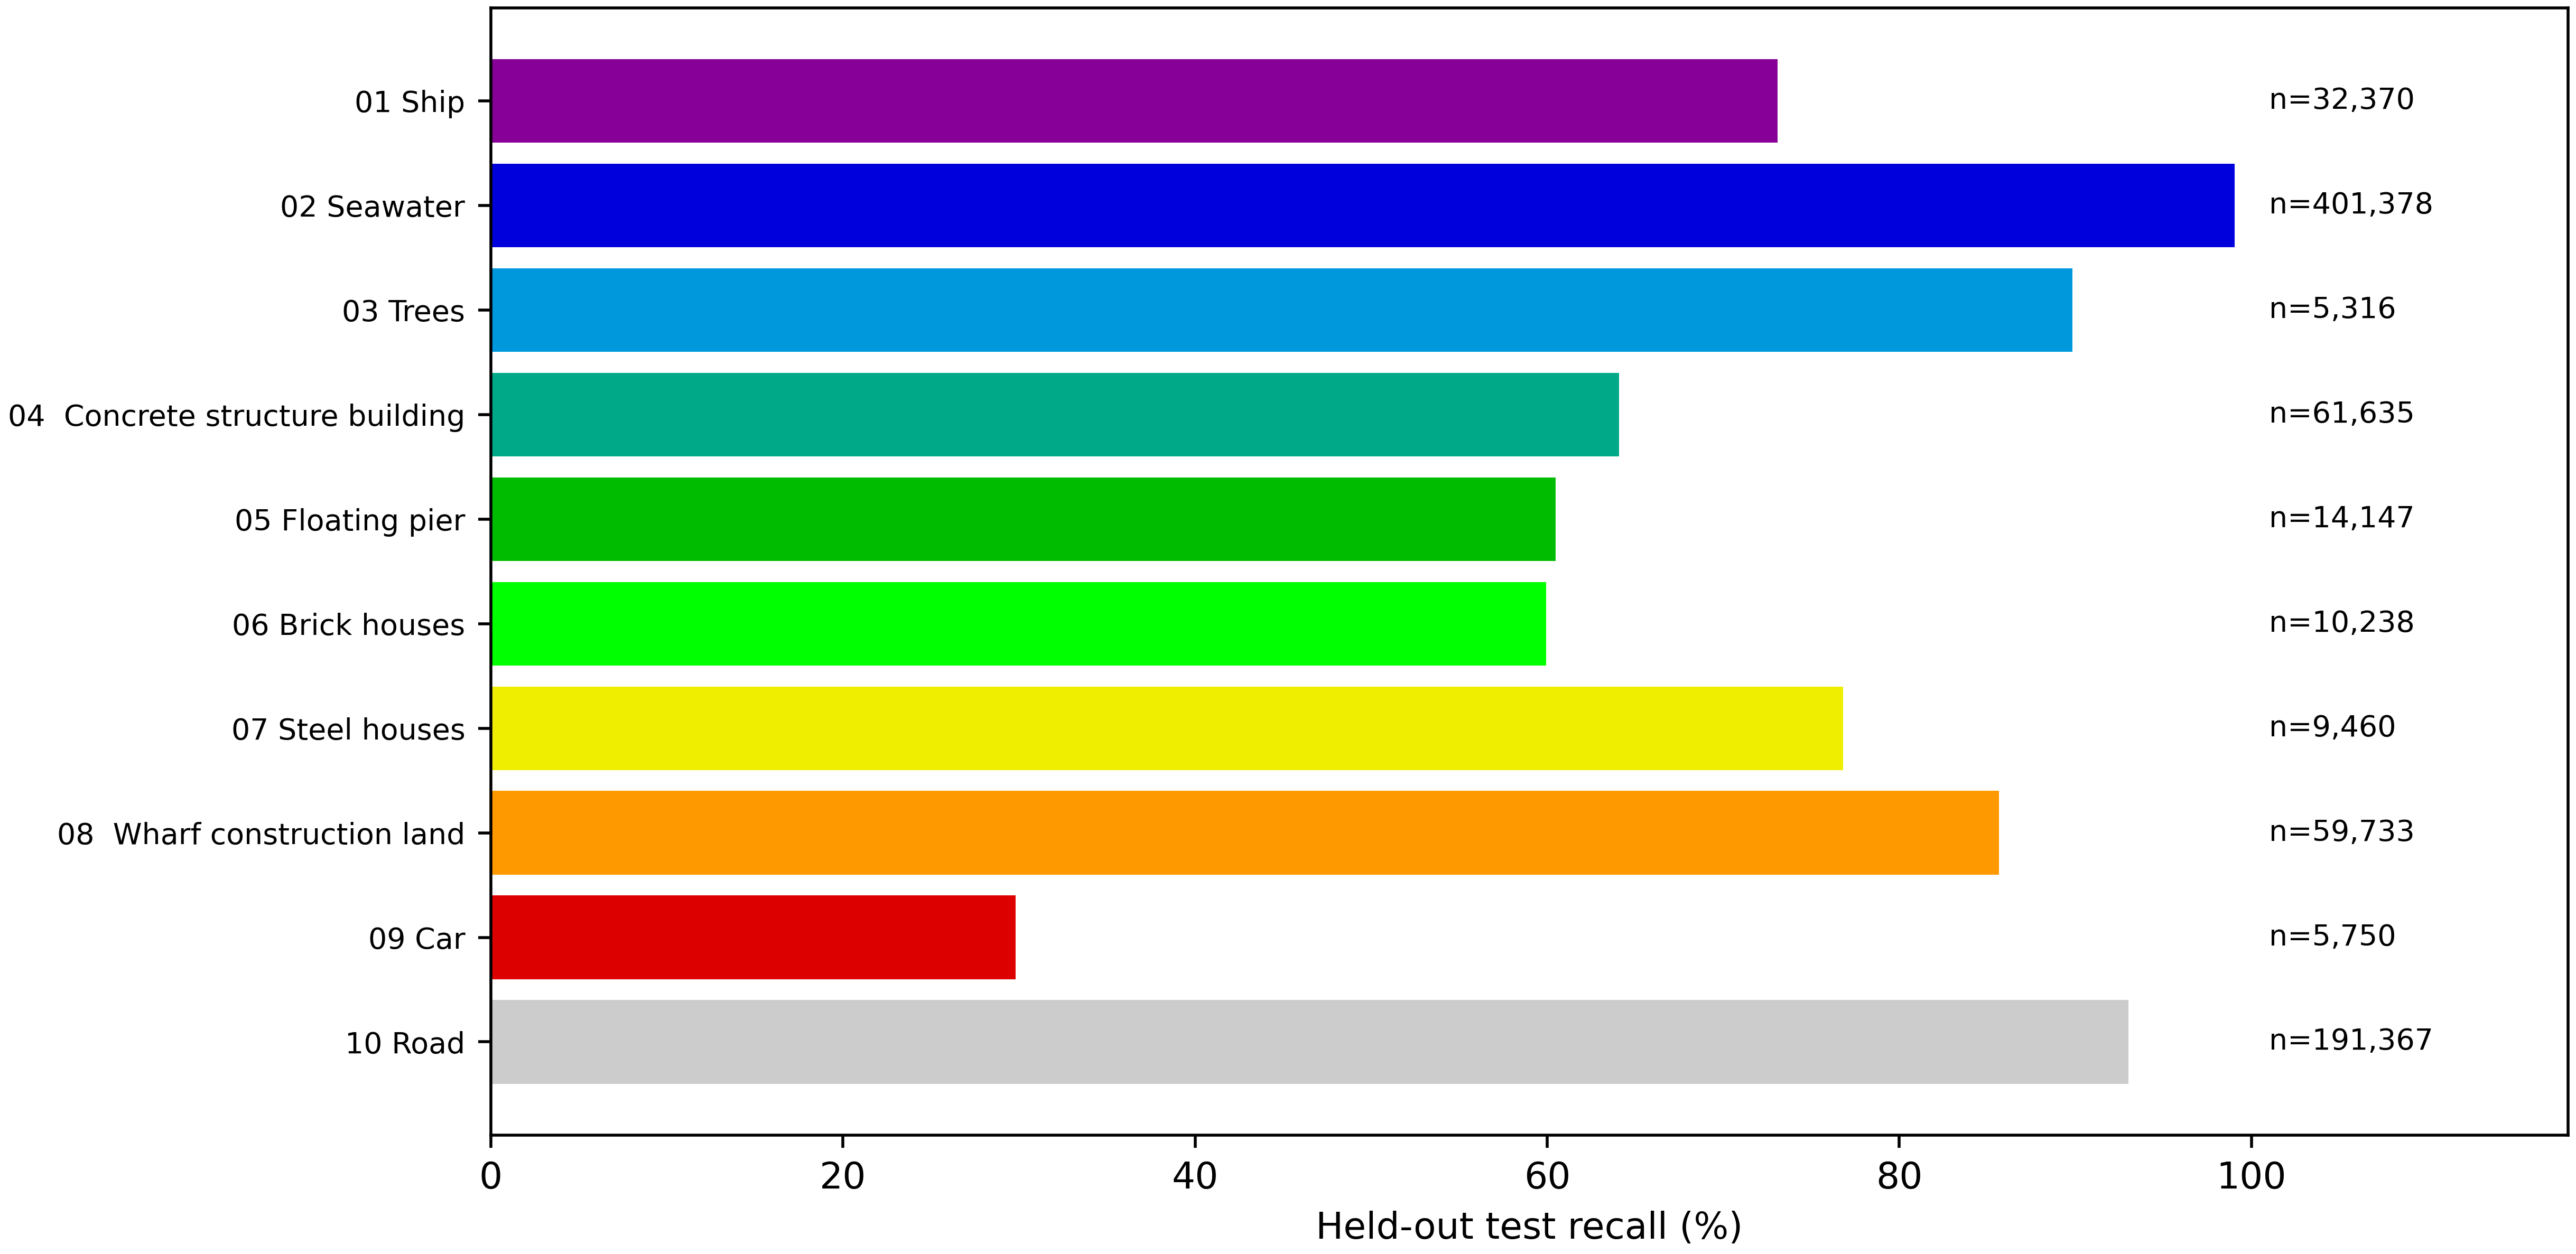 01 Ship n=32,370
02 Seawater n=401,378
03 Trees n=5,316
04  Concrete structure building n=61,635
05 Floating pier n=14,147
06 Brick houses n=10,238
07 Steel houses n=9,460
08  Wharf construction land n=59,733
09 Car n=5,750
10 Road n=191,367
0 20 40 60 80 100
Held-out test recall (%)